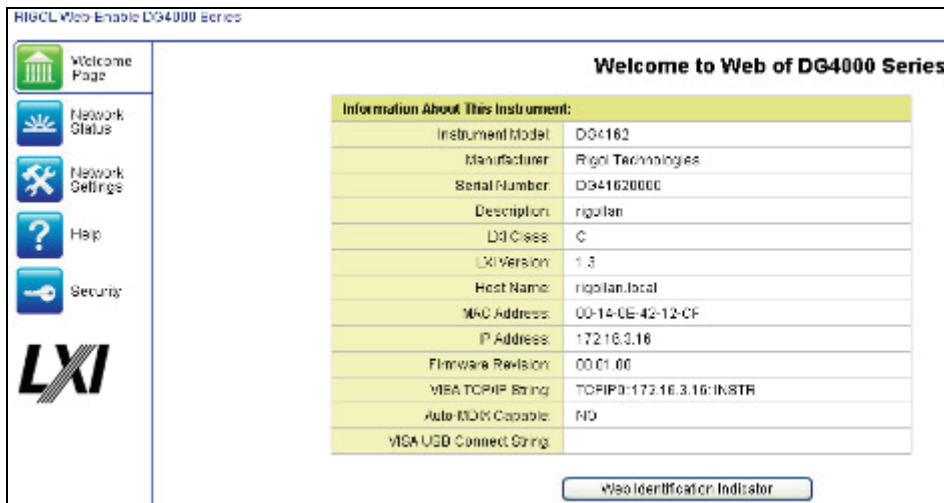 RIGOL Web-Enable DG4000 Series
Welcome
Page
Network
Status
Network
Settings
Help
Security
LXI
Welcome to Web of DG4000 Series
Information About This Instrument:
Instrument Model: DG4162
Manufacturer: Rigol Technologies
Serial Number: DG41620000
Description: rigollan
LXI Class: C
LXI Version: 1.3
Host Name: rigollan.local
MAC Address: 00-14-0E-42-12-CF
IP Address: 172.16.3.16
Firmware Revision: 00.01.00
VISA TCP/IP String: TCPIP0::172.16.3.16::INSTR
Auto-MDIX Capable: NO
VISA USB Connect String:
Web Identification Indicator